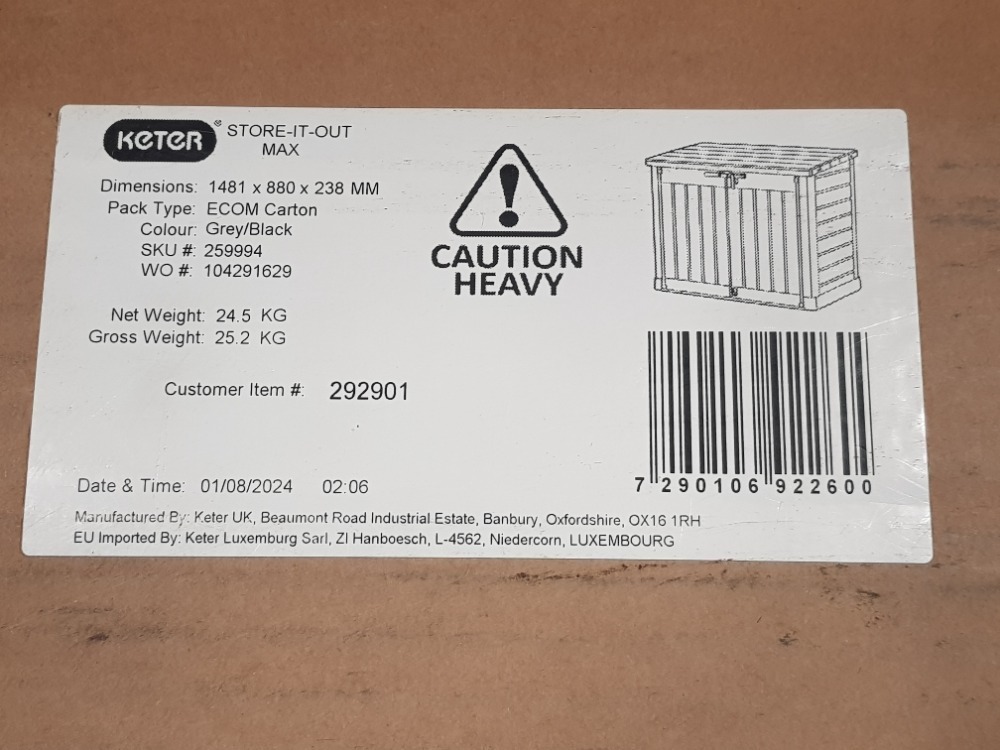 KETER® STORE-IT-OUT
MAX
Dimensions: 1481 x 880 x 238 MM
Pack Type: ECOM Carton
Colour: Grey/Black
SKU #: 259994
WO #: 104291629
Net Weight: 24.5 KG
Gross Weight: 25.2 KG
Customer Item #: 292901
CAUTION
HEAVY
7 290106 922600
Date & Time: 01/08/2024 02:06
Manufactured By: Keter UK, Beaumont Road Industrial Estate, Banbury, Oxfordshire, OX16 1RH
EU Imported By: Keter Luxemburg Sarl, ZI Hanboesch, L-4562, Niedercorn, LUXEMBOURG